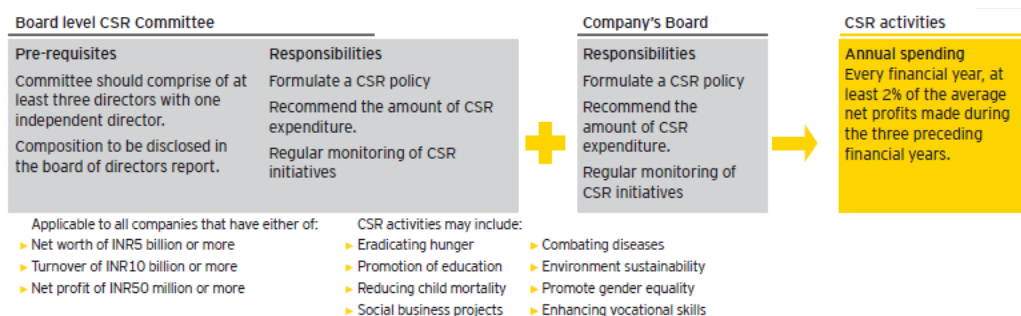 Board level CSR Committee
Pre-requisites
Committee should comprise of at
least three directors with one
independent director.
Composition to be disclosed in
the board of directors report.
Responsibilities
Formulate a CSR policy
Recommend the amount of CSR
expenditure.
Regular monitoring of CSR
initiatives
Company's Board
Responsibilities
Formulate a CSR policy
Recommend the
amount of CSR
expenditure.
Regular monitoring of
CSR initiatives
CSR activities
Annual spending
Every financial year, at
least 2% of the average
net profits made during
the three preceding
financial years.
Applicable to all companies that have either of:
Net worth of INR5 billion or more
Turnover of INR10 billion or more
Net profit of INR50 million or more
CSR activities may include:
Eradicating hunger
Promotion of education
Reducing child mortality
Social business projects
Combating diseases
Environment sustainability
Promote gender equality
Enhancing vocational skills